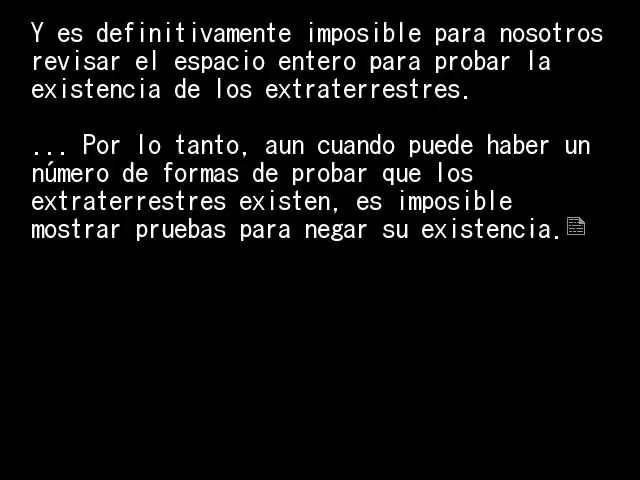 Y es definitivamente imposible para nosotros
revisar el espacio entero para probar la
existencia de los extraterrestres.
... Por lo tanto, aun cuando puede haber un
número de formas de probar que los
extraterrestres existen, es imposible
mostrar pruebas para negar su existencia.